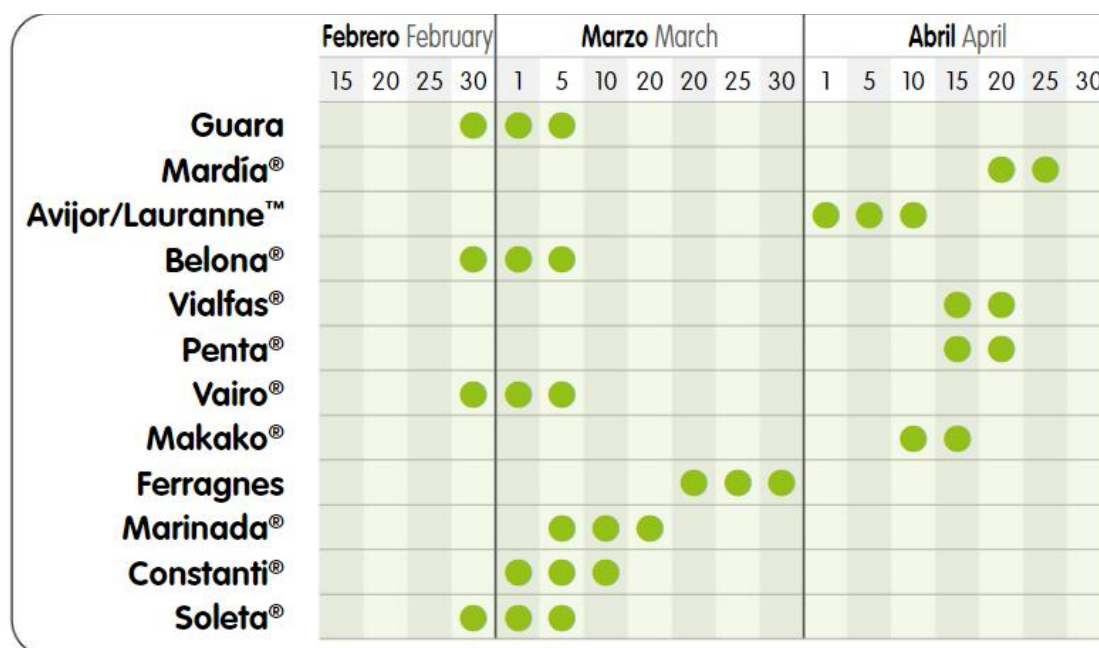 Febrero February Marzo March Abril April
15 20 25 30 1 5 10 20 20 25 30 1 5 10 15 20 25 30
Guara
Mardía®
Avijor/Lauranne™
Belona®
Vialfas®
Penta®
Vairo®
Makako®
Ferragnes
Marinada®
Constanti®
Soleta®